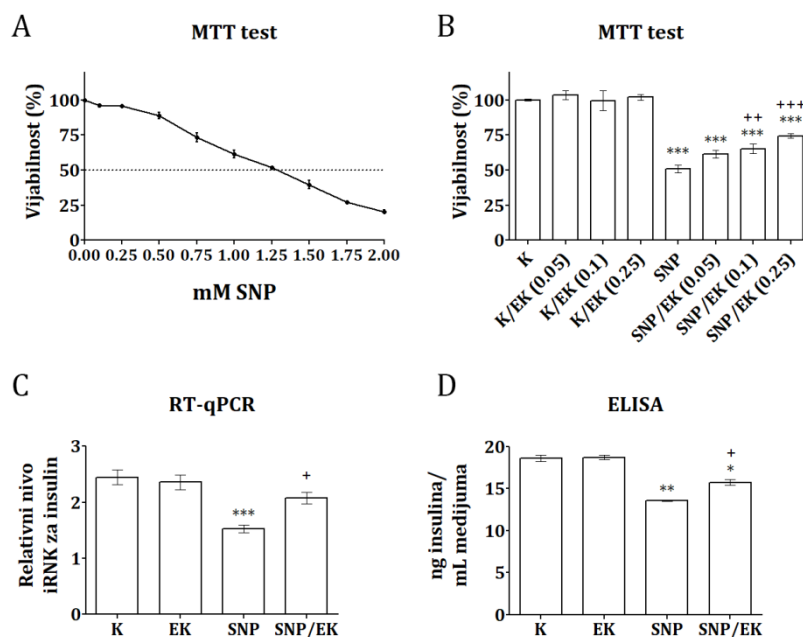 A
MTT test
Vijabilnost (%)
100
75
50
25
0
0.00 0.25 0.50 0.75 1.00 1.25 1.50 1.75 2.00
mM SNP
B
MTT test
Vijabilnost (%)
100
75
50
25
0
***
***
++
***
+++
***
K
K/EK (0.05)
K/EK (0.1)
K/EK (0.25)
SNP
SNP/EK (0.05)
SNP/EK (0.1)
SNP/EK (0.25)
C
RT-qPCR
Relativni nivo
iRNK za insulin
3
2
1
0
***
+
K EK SNP SNP/EK
D
ELISA
ng insulina/
mL medijuma
20
15
10
5
0
**
+
*
K EK SNP SNP/EK